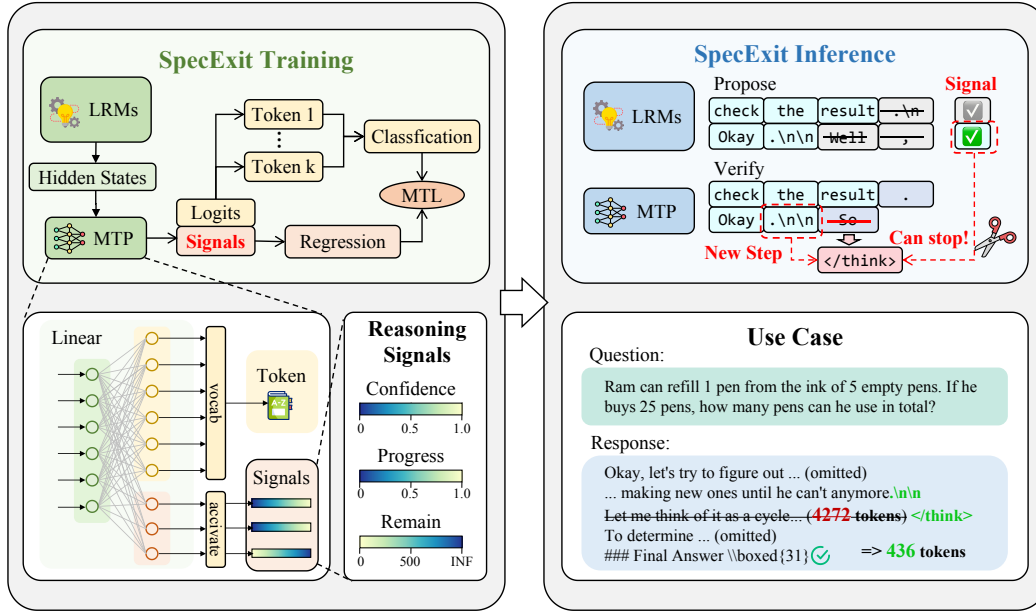 SpecExit Training
LRMs
Hidden States
MTP
Token 1
Token k
Classfication
MTL
Logits
Signals
Regression
Linear
vocab
Token
A-Z
activate
Signals
Reasoning
Signals
Confidence
0 0.5 1.0
Progress
0 0.5 1.0
Remain
0 500 INF
SpecExit Inference
LRMs
Propose
Signal
check the result .\n
Okay .\n\n Well ,
MTP
Verify
check the result .
Okay .\n\n So
New Step
Can stop!
</think>
Use Case
Question:
Ram can refill 1 pen from the ink of 5 empty pens. If he
buys 25 pens, how many pens can he use in total?
Response:
Okay, let's try to figure out ... (omitted)
... making new ones until he can't anymore.\n\n
Let me think of it as a cycle... (4272 tokens) </think>
To determine ... (omitted)
### Final Answer \\boxed{31}
=> 436 tokens